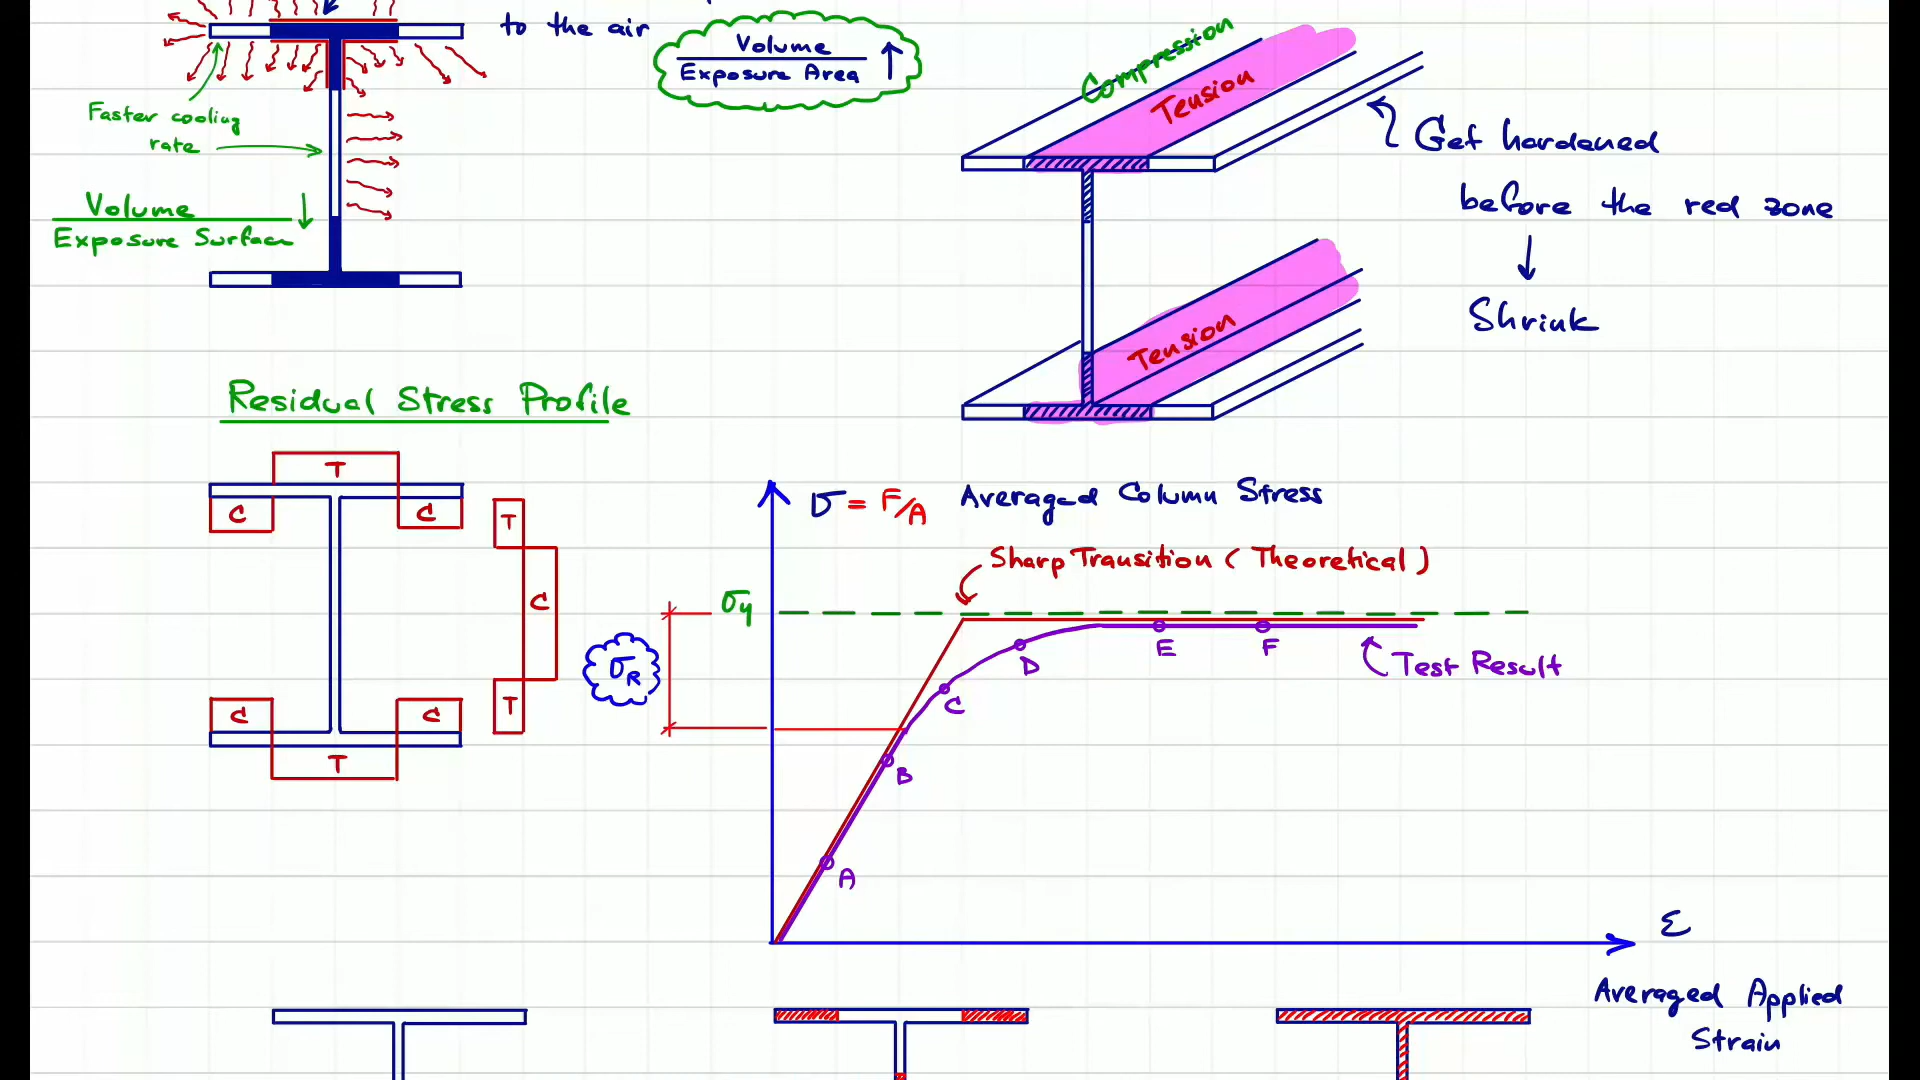 to the air
Volume
Exposure Area ↑
Faster cooling
rate
Volume
Exposure Surface ↓
Compression
Tension
Get hardened
before the red zone
↓
Shrink
Tension
Residual Stress Profile
T
C
C
T
C
T
C
C
T
σ = F/A Averaged Column Stress
Sharp Transition (Theoretical)
σy
σR
E
F
Test Result
D
C
B
A
ε
Averaged Applied
Strain